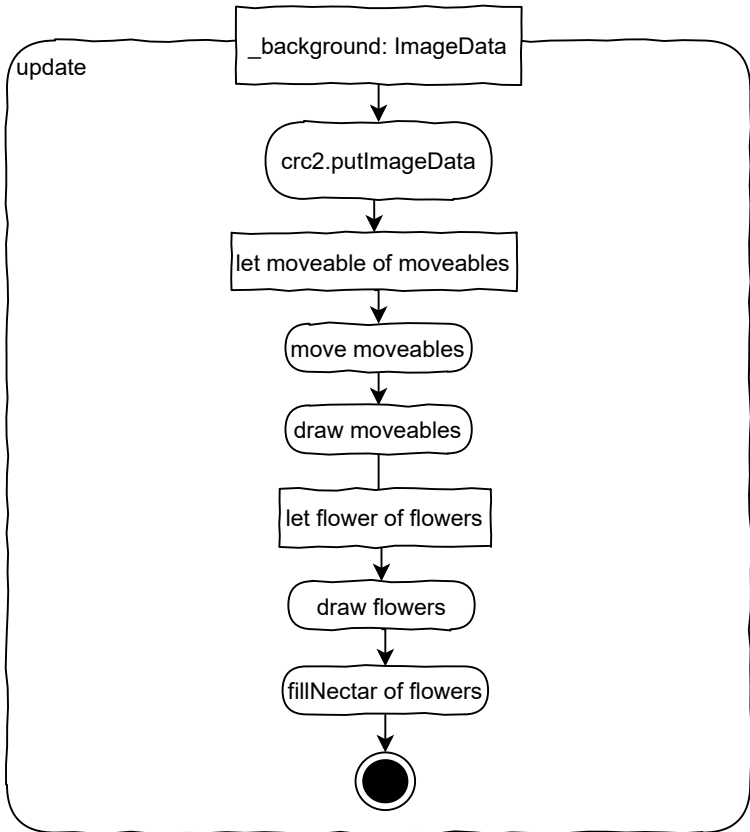 _background: ImageData
update
crc2.putImageData
let moveable of moveables
move moveables
draw moveables
let flower of flowers
draw flowers
fillNectar of flowers